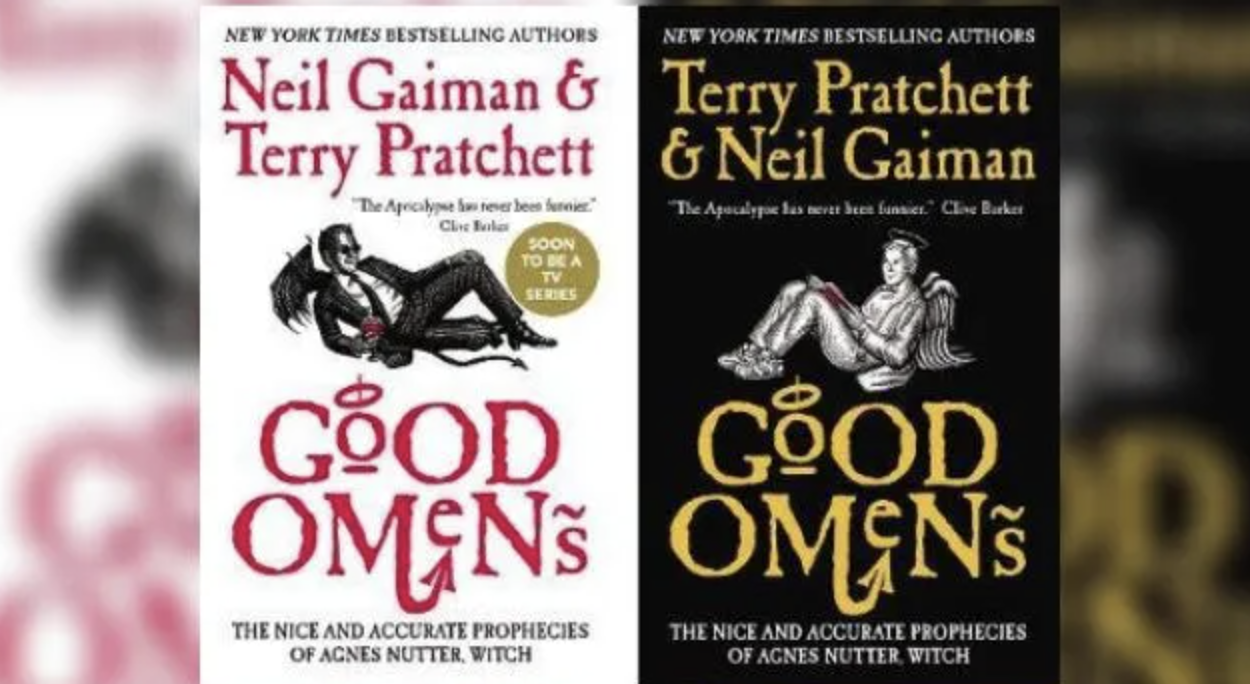 NEW YORK TIMES BESTSELLING AUTHORS
Neil Gaiman &
Terry Pratchett
"The Apocalypse has never been funnier."
Clive Barker
SOON
TO BE A
TV
SERIES
GOOD
OMENS
THE NICE AND ACCURATE PROPHECIES
OF AGNES NUTTER, WITCH
NEW YORK TIMES BESTSELLING AUTHORS
Terry Pratchett
& Neil Gaiman
"The Apocalypse has never been funnier." Clive Barker
GOOD
OMENS
THE NICE AND ACCURATE PROPHECIES
OF AGNES NUTTER, WITCH